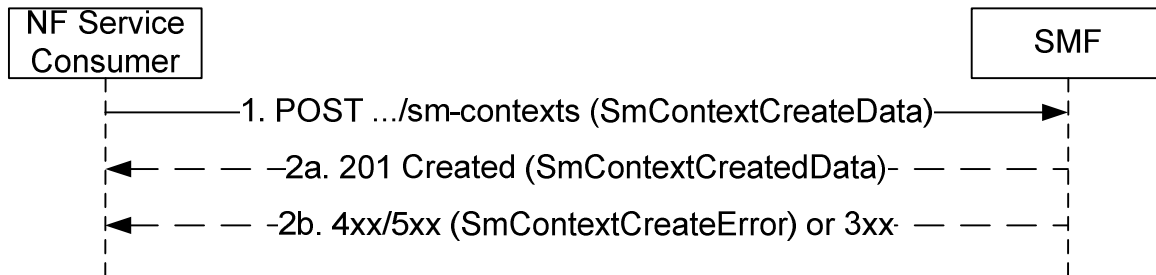 NF Service
Consumer
SMF
1. POST .../sm-contexts (SmContextCreateData)
2a. 201 Created (SmContextCreatedData)
2b. 4xx/5xx (SmContextCreateError) or 3xx